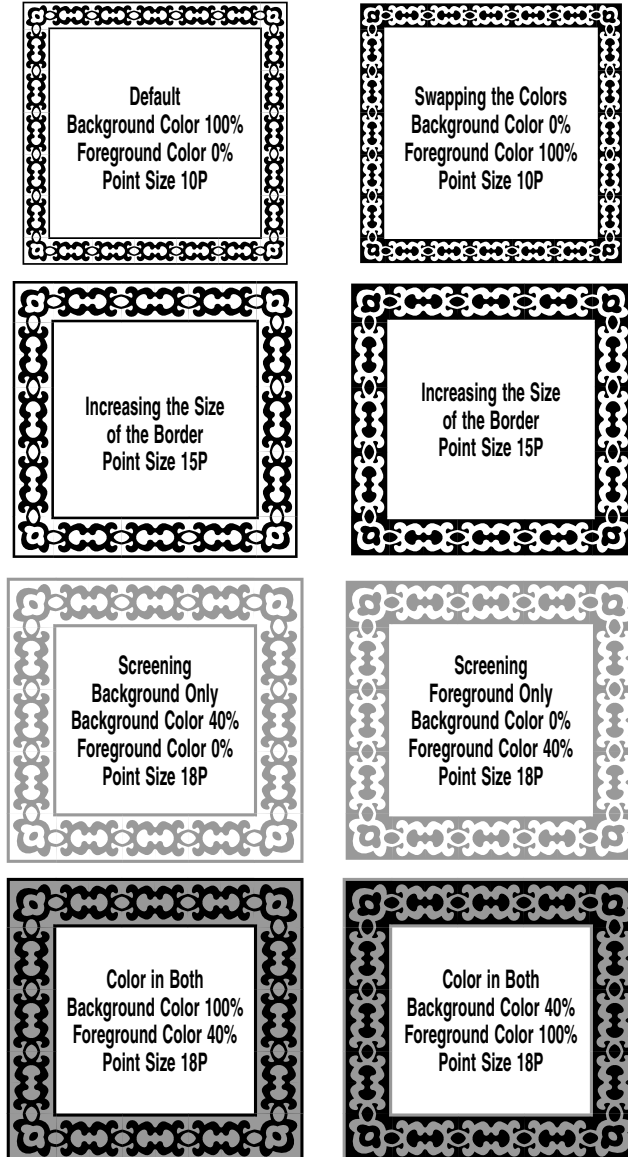 Default
Background Color 100%
Foreground Color 0%
Point Size 10P
Swapping the Colors
Background Color 0%
Foreground Color 100%
Point Size 10P
Increasing the Size
of the Border
Point Size 15P
Increasing the Size
of the Border
Point Size 15P
Screening
Background Only
Background Color 40%
Foreground Color 0%
Point Size 18P
Screening
Foreground Only
Background Color 0%
Foreground Color 40%
Point Size 18P
Color in Both
Background Color 100%
Foreground Color 40%
Point Size 18P
Color in Both
Background Color 40%
Foreground Color 100%
Point Size 18P